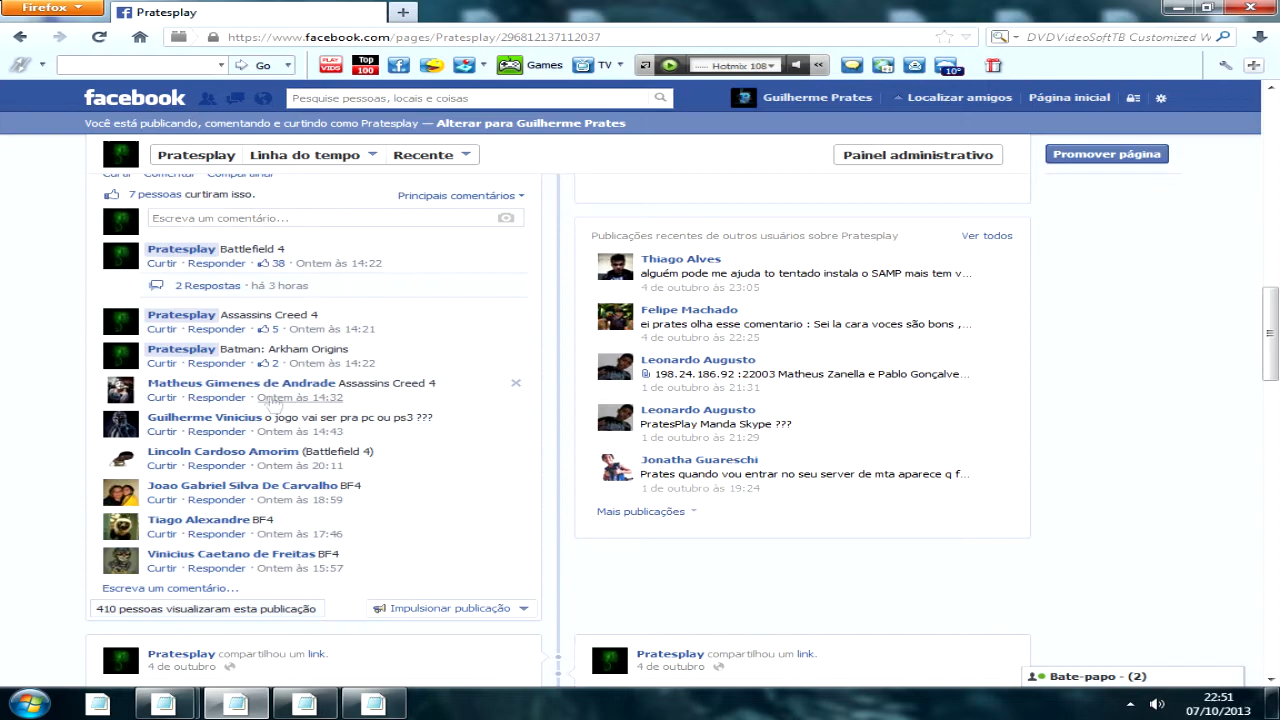 Firefox
Pratesplay
https://www.facebook.com/pages/Pratesplay/296812137112037
DVDVideoSoftTB Customized W
Go
PLAY VIDS
Top 100
Games
TV
Hotmix 108
10°
facebook
Pesquise pessoas, locais e coisas
Guilherme Prates
Localizar amigos
Página inicial
Você está publicando, comentando e curtindo como Pratesplay — Alterar para Guilherme Prates
Pratesplay
Linha do tempo
Recente
Painel administrativo
Promover página
Curtir · Comentar · Compartilhar
7 pessoas curtiram isso.
Principais comentários
Escreva um comentário...
Pratesplay Battlefield 4
Curtir · Responder · 38 · Ontem às 14:22
2 Respostas · há 3 horas
Pratesplay Assassins Creed 4
Curtir · Responder · 5 · Ontem às 14:21
Pratesplay Batman: Arkham Origins
Curtir · Responder · 2 · Ontem às 14:22
Matheus Gimenes de Andrade Assassins Creed 4
Curtir · Responder · Ontem às 14:32
Guilherme Vinicius o jogo vai ser pra pc ou ps3 ???
Curtir · Responder · Ontem às 14:43
Lincoln Cardoso Amorim (Battlefield 4)
Curtir · Responder · Ontem às 20:11
Joao Gabriel Silva De Carvalho BF4
Curtir · Responder · Ontem às 18:59
Tiago Alexandre BF4
Curtir · Responder · Ontem às 17:46
Vinicius Caetano de Freitas BF4
Curtir · Responder · Ontem às 15:57
Escreva um comentário...
410 pessoas visualizaram esta publicação
Impulsionar publicação
Pratesplay compartilhou um link.
4 de outubro
Publicações recentes de outros usuários sobre Pratesplay
Ver todos
Thiago Alves
alguém pode me ajuda to tentado instala o SAMP mais tem v...
4 de outubro às 23:05
Felipe Machado
ei prates olha esse comentario : Sei la cara voces são bons ,...
4 de outubro às 22:25
Leonardo Augusto
198.24.186.92 :22003 Matheus Zanella e Pablo Gonçalve...
1 de outubro às 21:31
Leonardo Augusto
PratesPlay Manda Skype ???
1 de outubro às 21:29
Jonatha Guareschi
Prates quando vou entrar no seu server de mta aparece q f...
1 de outubro às 19:24
Mais publicações
Pratesplay compartilhou um link.
4 de outubro
Bate-papo - (2)
22:51
07/10/2013